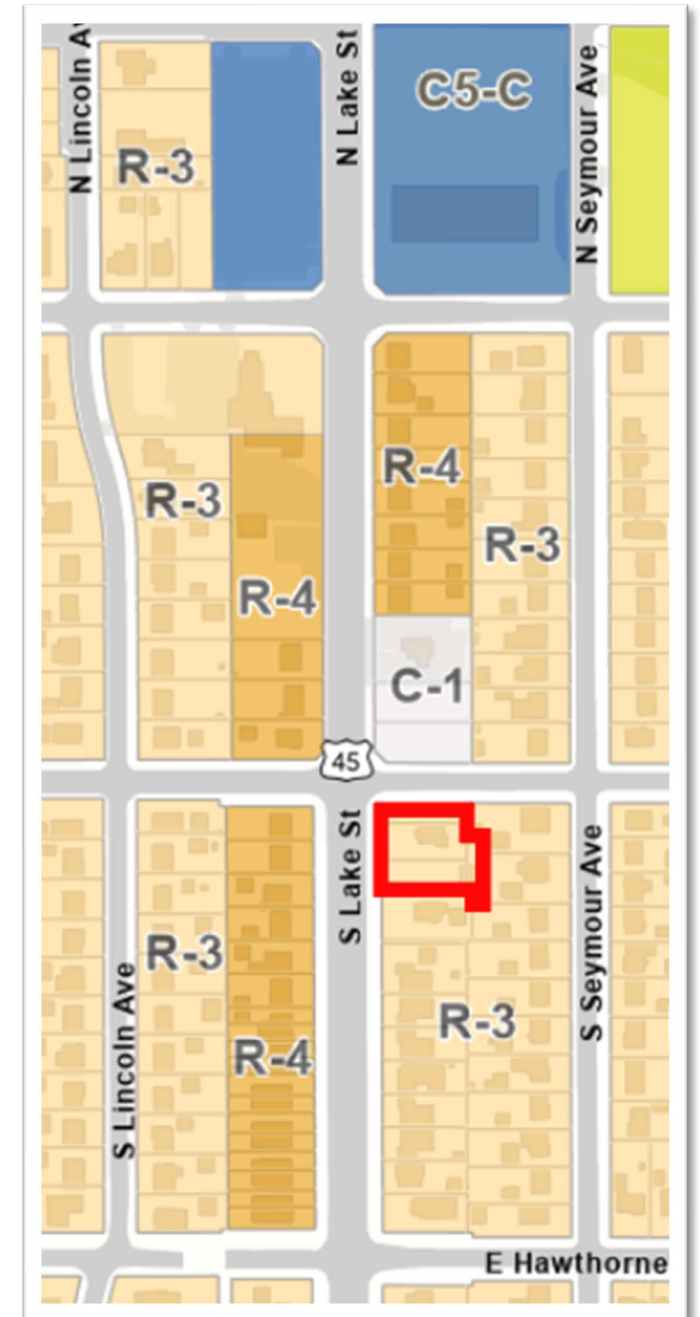 N Lincoln Av
N Lake St
C5-C
N Seymour Ave
R-3
R-4
R-3
R-3
R-4
C-1
45
S Lake St
S Seymour Ave
R-3
S Lincoln Ave
R-3
R-4
E Hawthorne